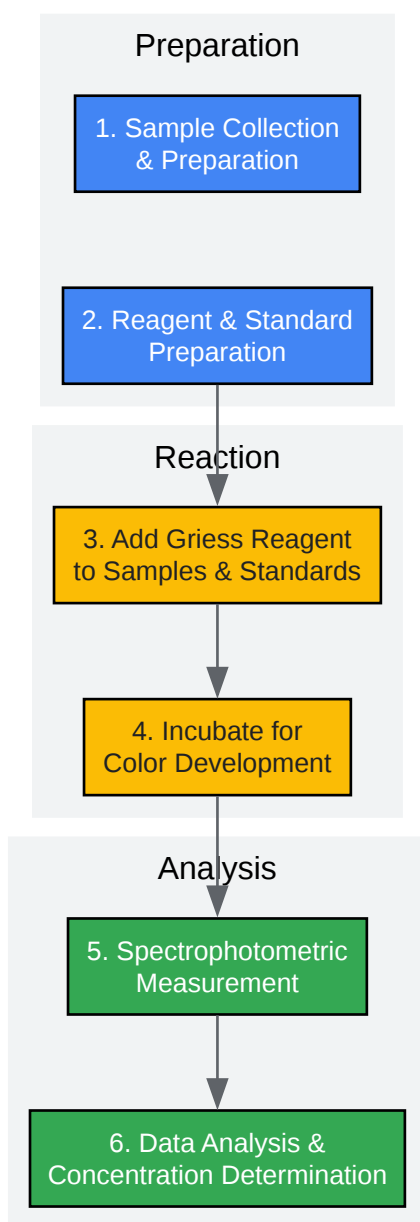 Preparation
1. Sample Collection
& Preparation
2. Reagent & Standard
Preparation
Reaction
3. Add Griess Reagent
to Samples & Standards
4. Incubate for
Color Development
Analysis
5. Spectrophotometric
Measurement
6. Data Analysis &
Concentration Determination